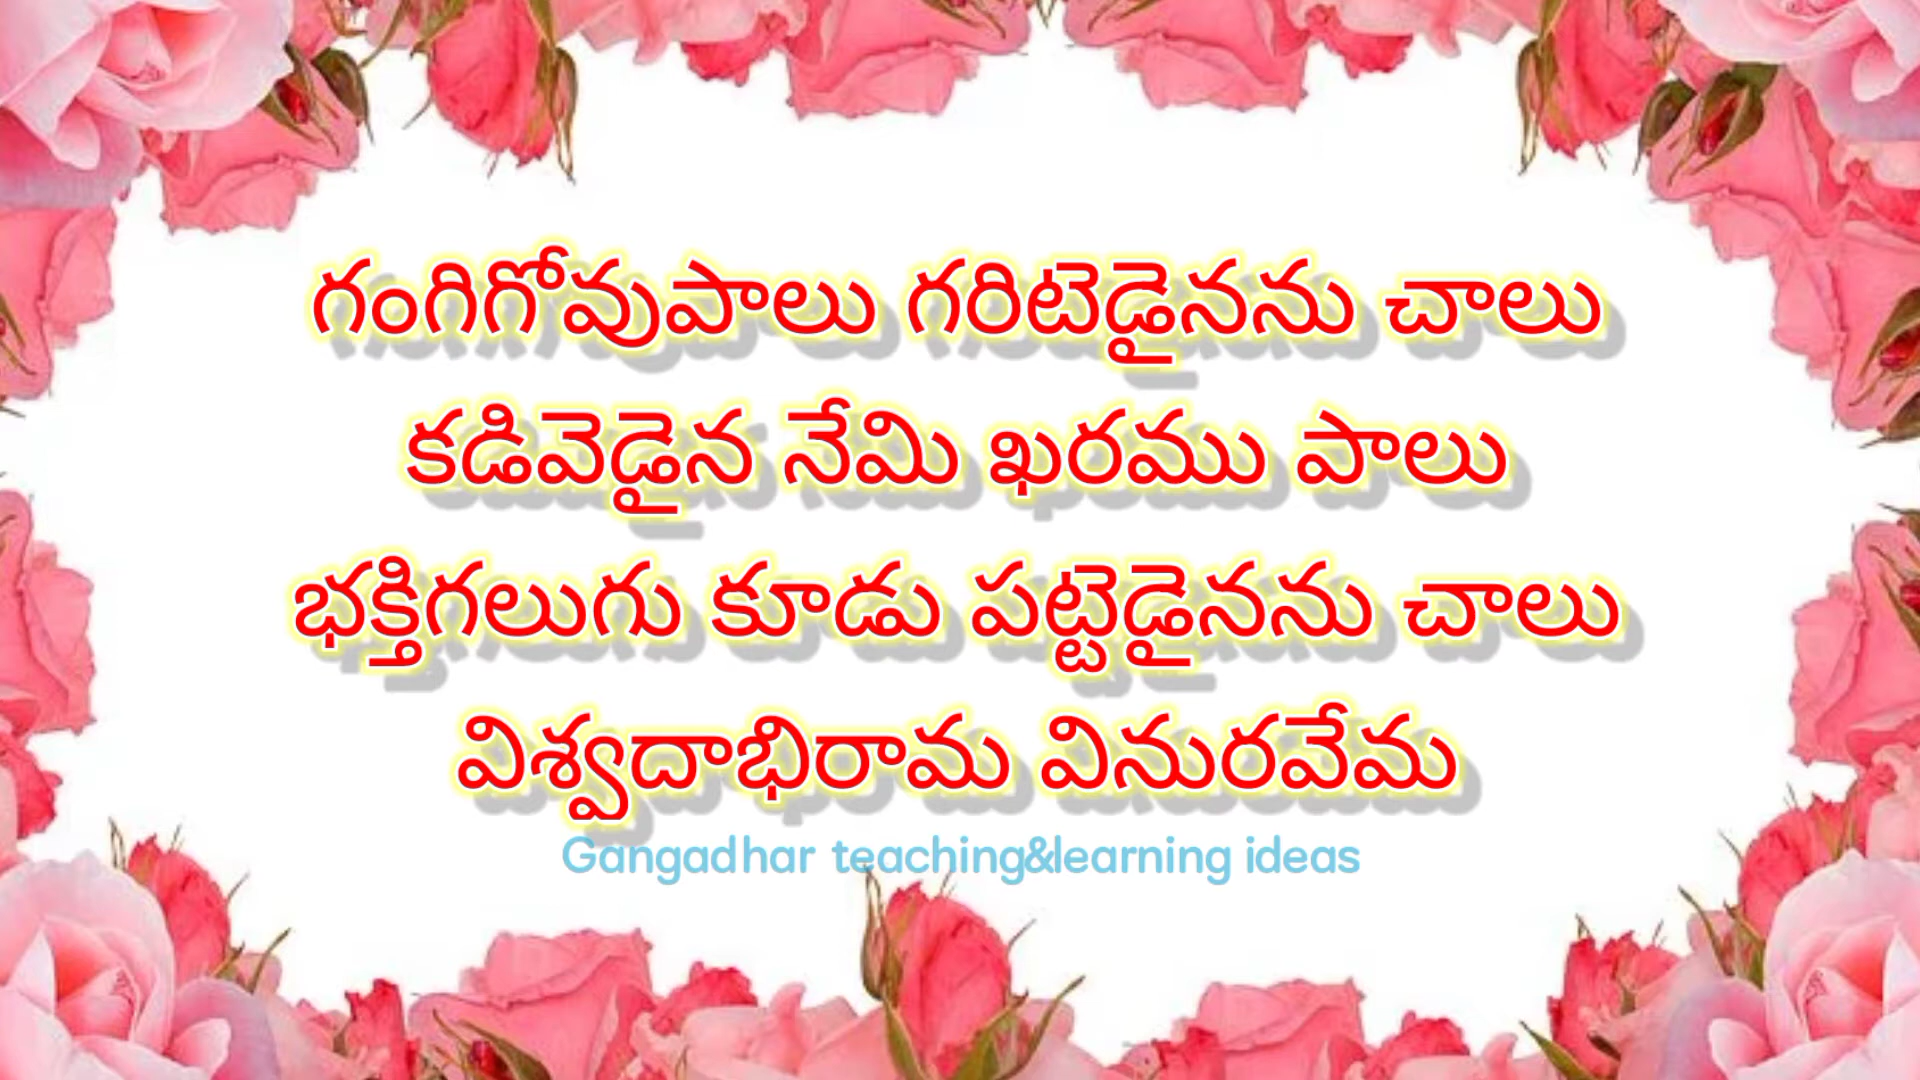 గంగిగోవుపాలు గరిటెడైనను చాలు
కడివెడైన నేమి ఖరము పాలు
భక్తిగలుగు కూడు పట్టెడైనను చాలు
విశ్వదాభిరామ వినురవేమ
Gangadhar teaching&learning ideas